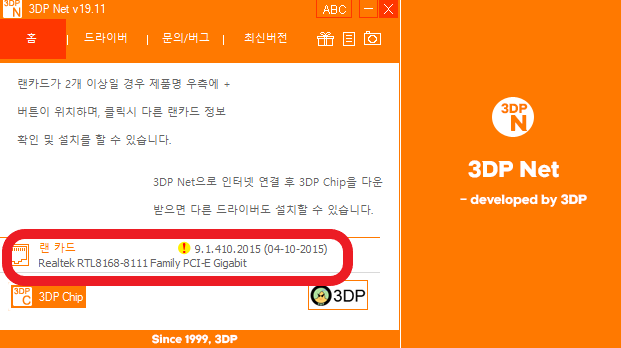 3DP N
3DP Net v19.11
ABC
홈
드라이버
문의/버그
최신버전
랜카드가 2개 이상일 경우 제품명 우측에 +
버튼이 위치하며, 클릭시 다른 랜카드 정보
확인 및 설치를 할 수 있습니다.
3DP Net으로 인터넷 연결 후 3DP Chip을 다운
받으면 다른 드라이버도 설치할 수 있습니다.
랜 카드
9.1.410.2015 (04-10-2015)
Realtek RTL8168-8111 Family PCI-E Gigabit
3DP C
3DP Chip
3DP
Since 1999, 3DP
3DP
N
3DP Net
- developed by 3DP